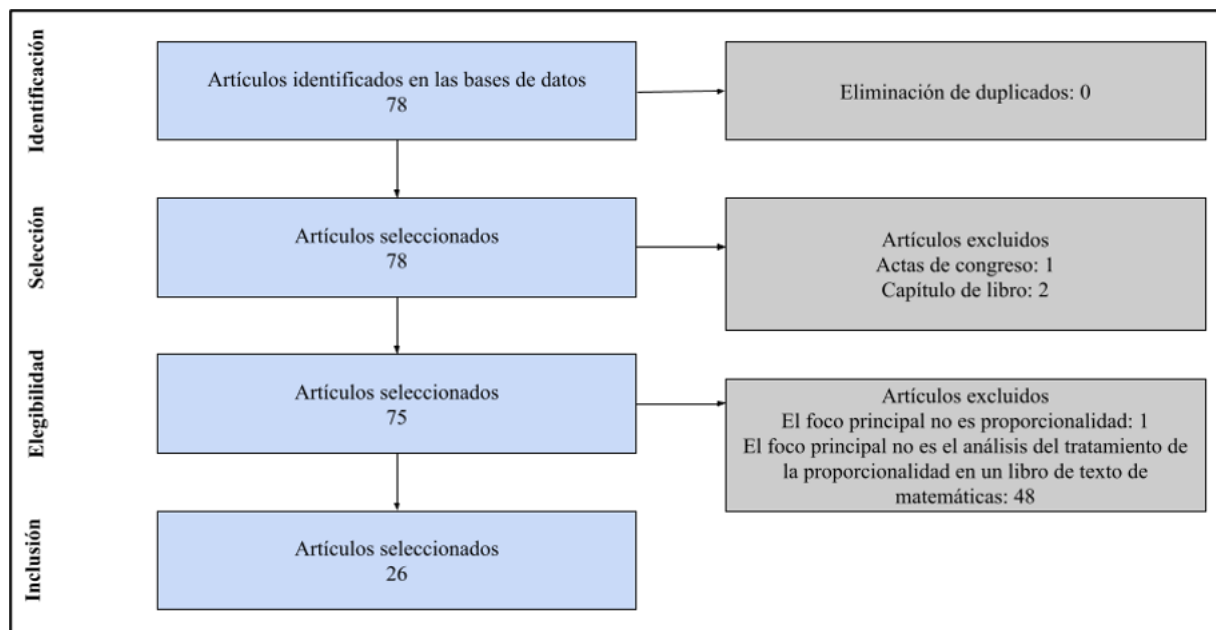 Identificación
Artículos identificados en las bases de datos
78
Eliminación de duplicados: 0
Selección
Artículos seleccionados
78
Artículos excluidos
Actas de congreso: 1
Capítulo de libro: 2
Elegibilidad
Artículos seleccionados
75
Artículos excluidos
El foco principal no es proporcionalidad: 1
El foco principal no es el análisis del tratamiento de
la proporcionalidad en un libro de texto de
matemáticas: 48
Inclusión
Artículos seleccionados
26